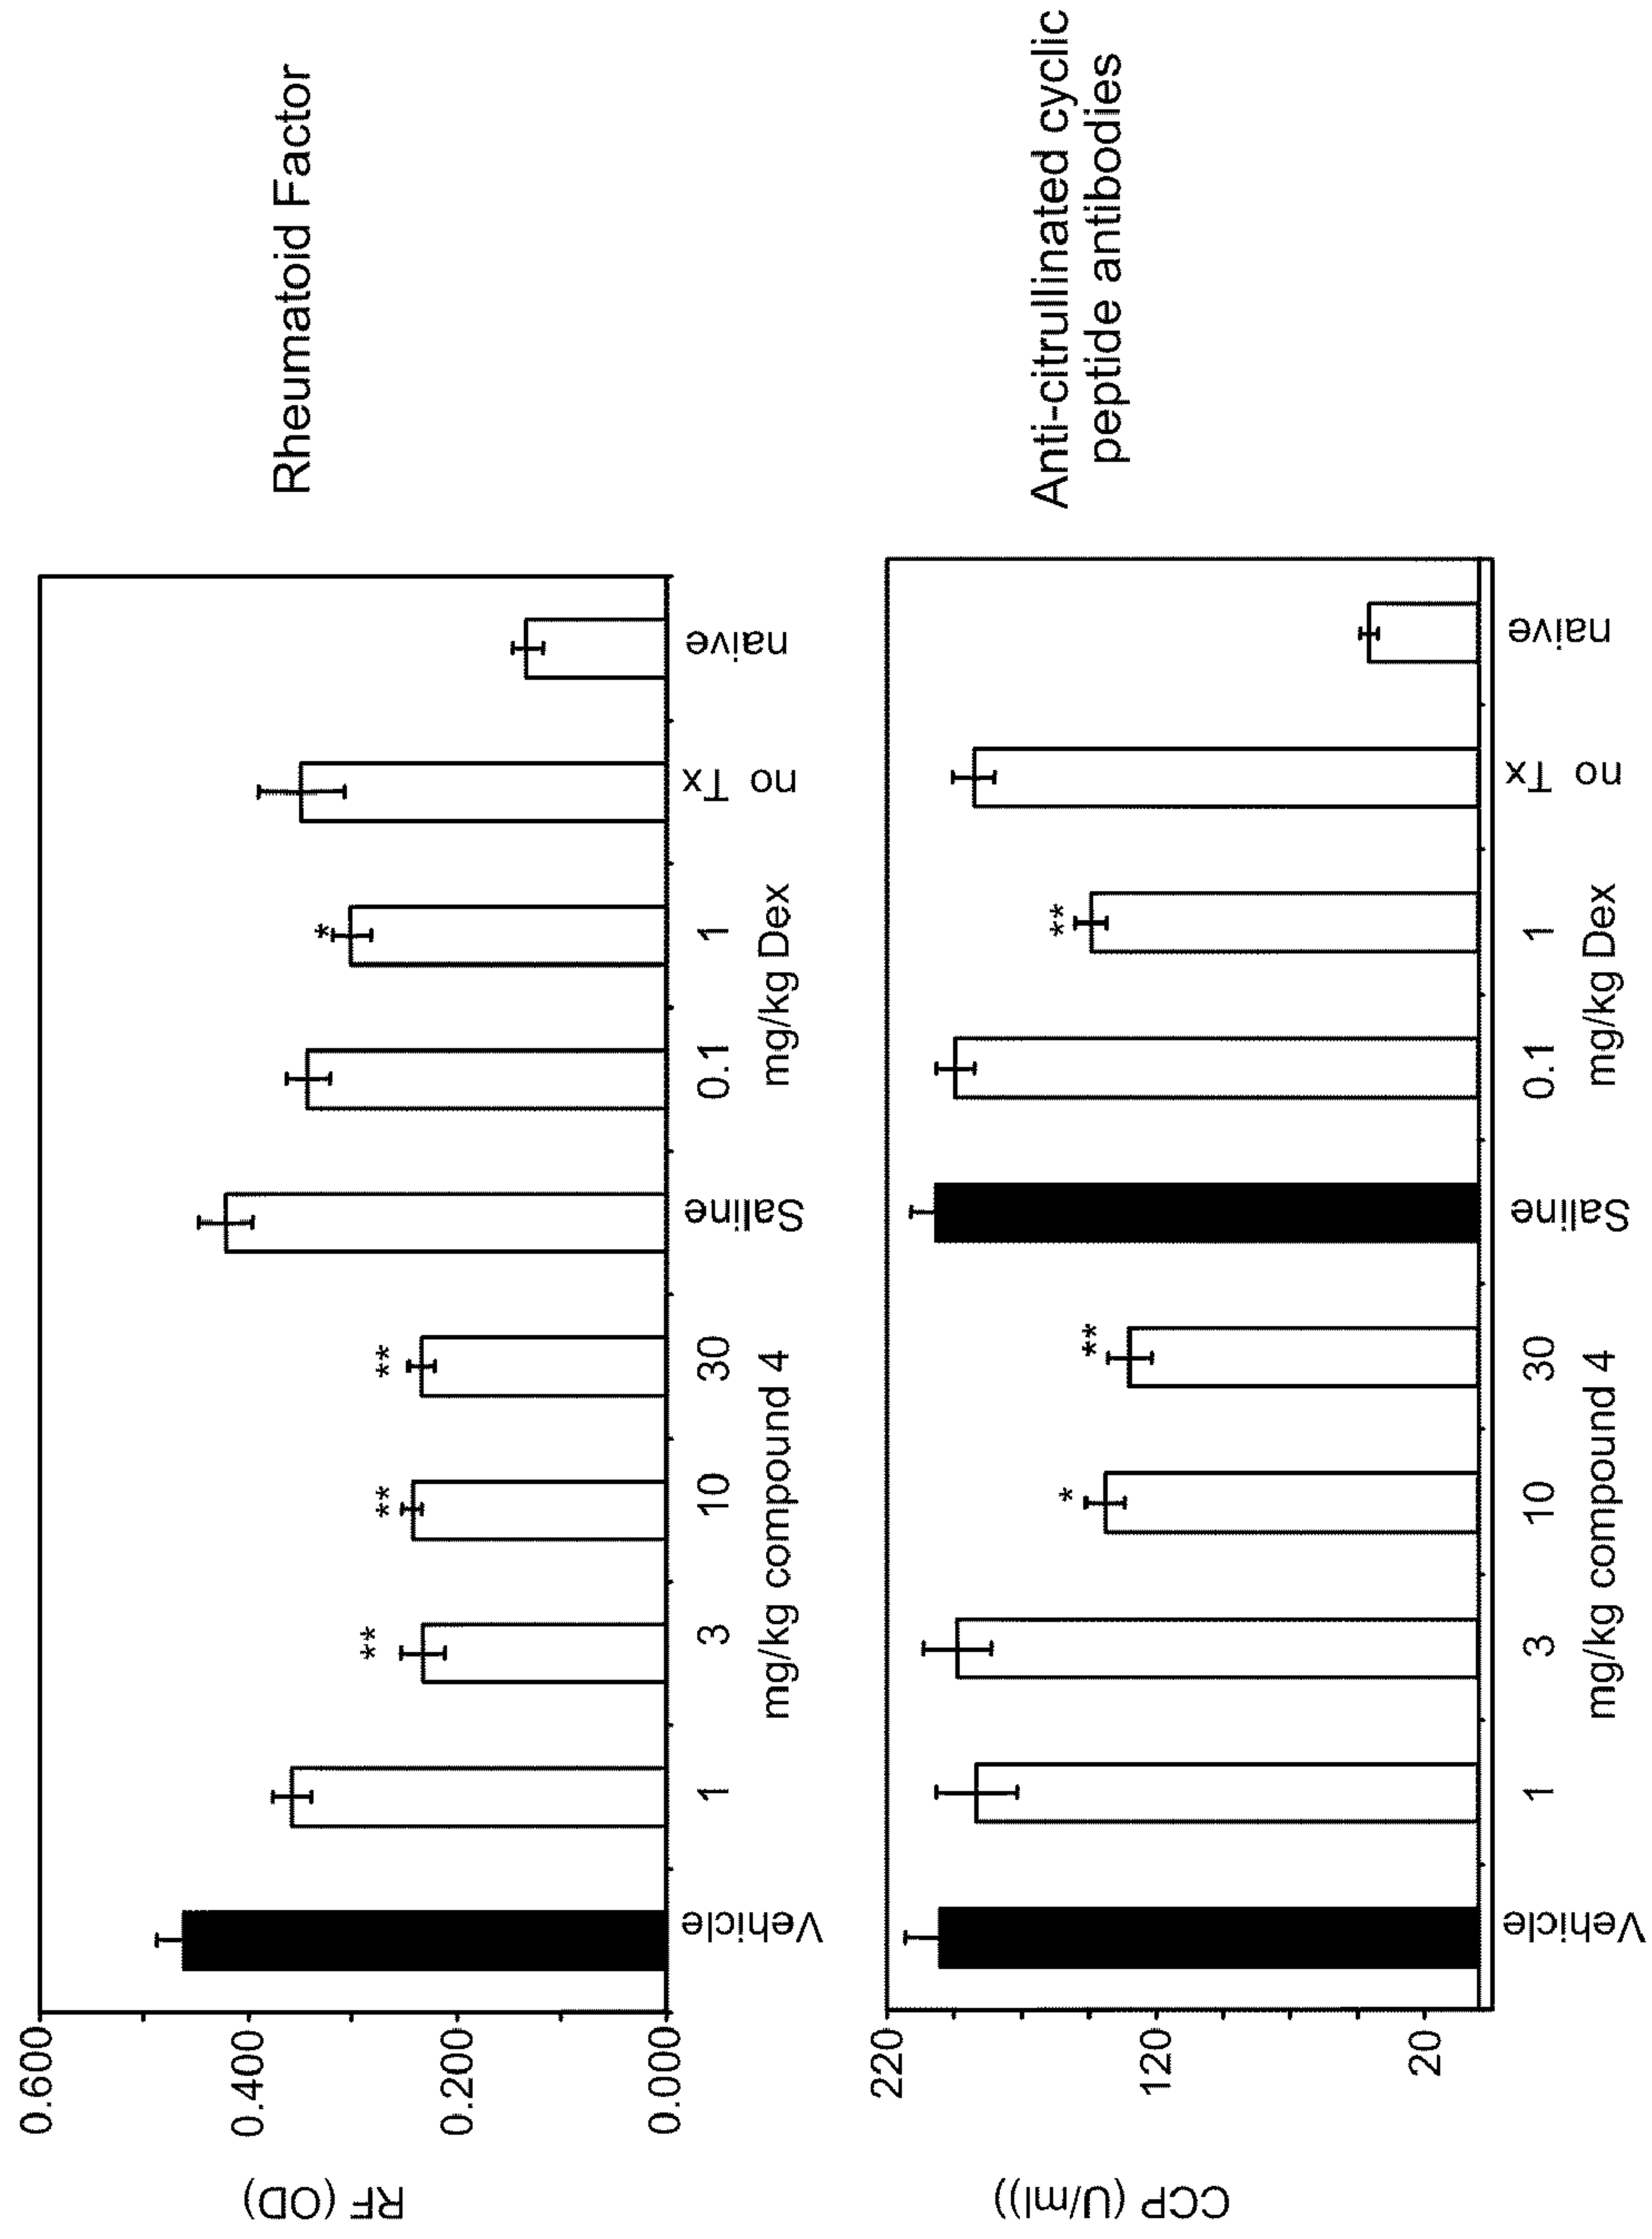 Rheumatoid Factor
RF (OD)
0.600
0.400
0.200
0.000
**
**
**
*
Vehicle 1 3 10 30 Saline 0.1 1 no Tx naive
mg/kg compound 4 mg/kg Dex
Anti-citrullinated cyclic
peptide antibodies
CCP (U/ml))
220
120
20
*
**
**
Vehicle 1 3 10 30 Saline 0.1 1 no Tx naive
mg/kg compound 4 mg/kg Dex